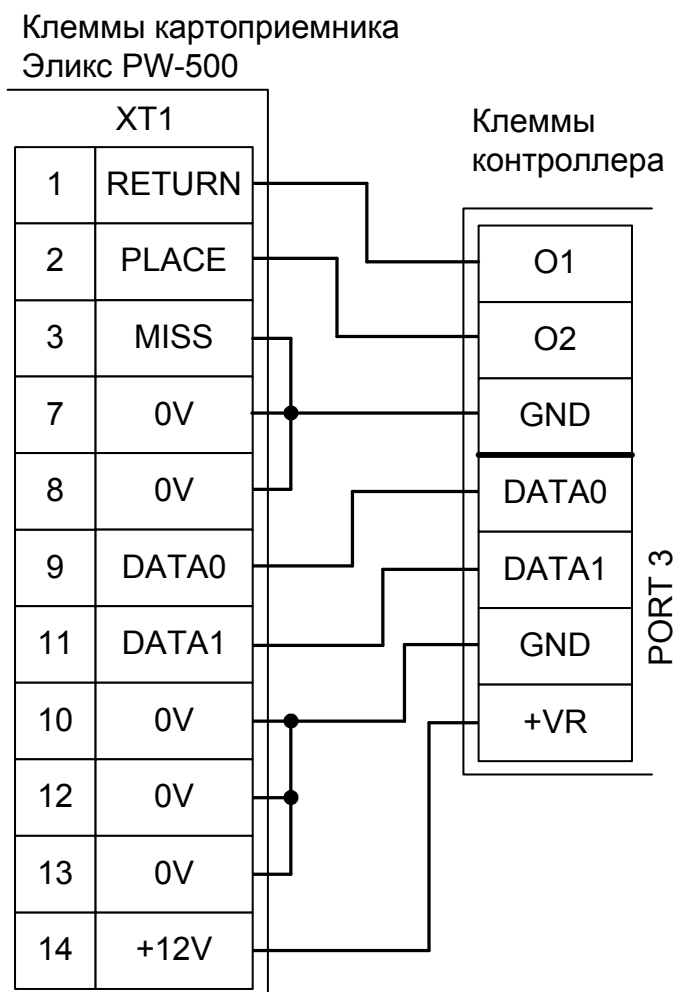 Клеммы картоприемника
Эликс PW-500
XT1
1 RETURN
2 PLACE
3 MISS
7 0V
8 0V
9 DATA0
11 DATA1
10 0V
12 0V
13 0V
14 +12V
Клеммы
контроллера
O1
O2
GND
DATA0
DATA1
GND
+VR
PORT 3